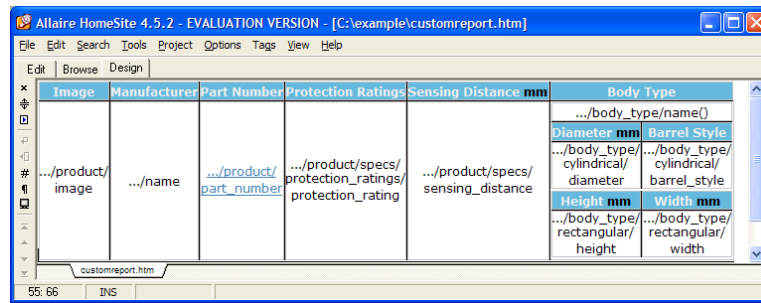 Allaire HomeSite 4.5.2 - EVALUATION VERSION - [C:\example\customreport.htm]
File Edit Search Tools Project Options Tags View Help
Edit Browse Design
Image Manufacturer Part Number Protection Ratings Sensing Distance mm Body Type
.../body_type/name()
Diameter mm Barrel Style
.../product/
image
.../name
.../product/
part_number
.../product/specs/
protection_ratings/
protection_rating
.../product/specs/
sensing_distance
.../body_type/
cylindrical/
diameter
.../body_type/
cylindrical/
barrel_style
Height mm Width mm
.../body_type/
rectangular/
height
.../body_type/
rectangular/
width
customreport.htm
55: 66 INS